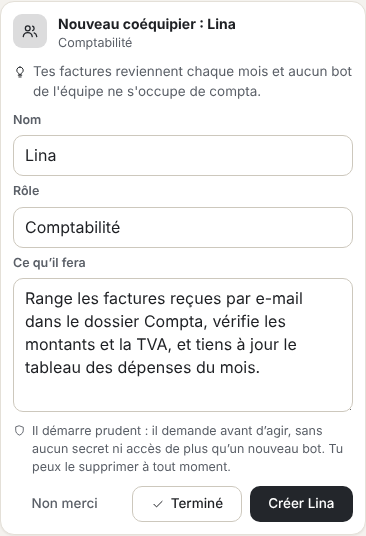 Nouveau coéquipier : Lina
Comptabilité
Tes factures reviennent chaque mois et aucun bot
de l'équipe ne s'occupe de compta.
Nom
Lina
Rôle
Comptabilité
Ce qu’il fera
Range les factures reçues par e-mail
dans le dossier Compta, vérifie les
montants et la TVA, et tiens à jour le
tableau des dépenses du mois.
Il démarre prudent : il demande avant d’agir, sans
aucun secret ni accès de plus qu’un nouveau bot. Tu
peux le supprimer à tout moment.
Non merci
Terminé
Créer Lina